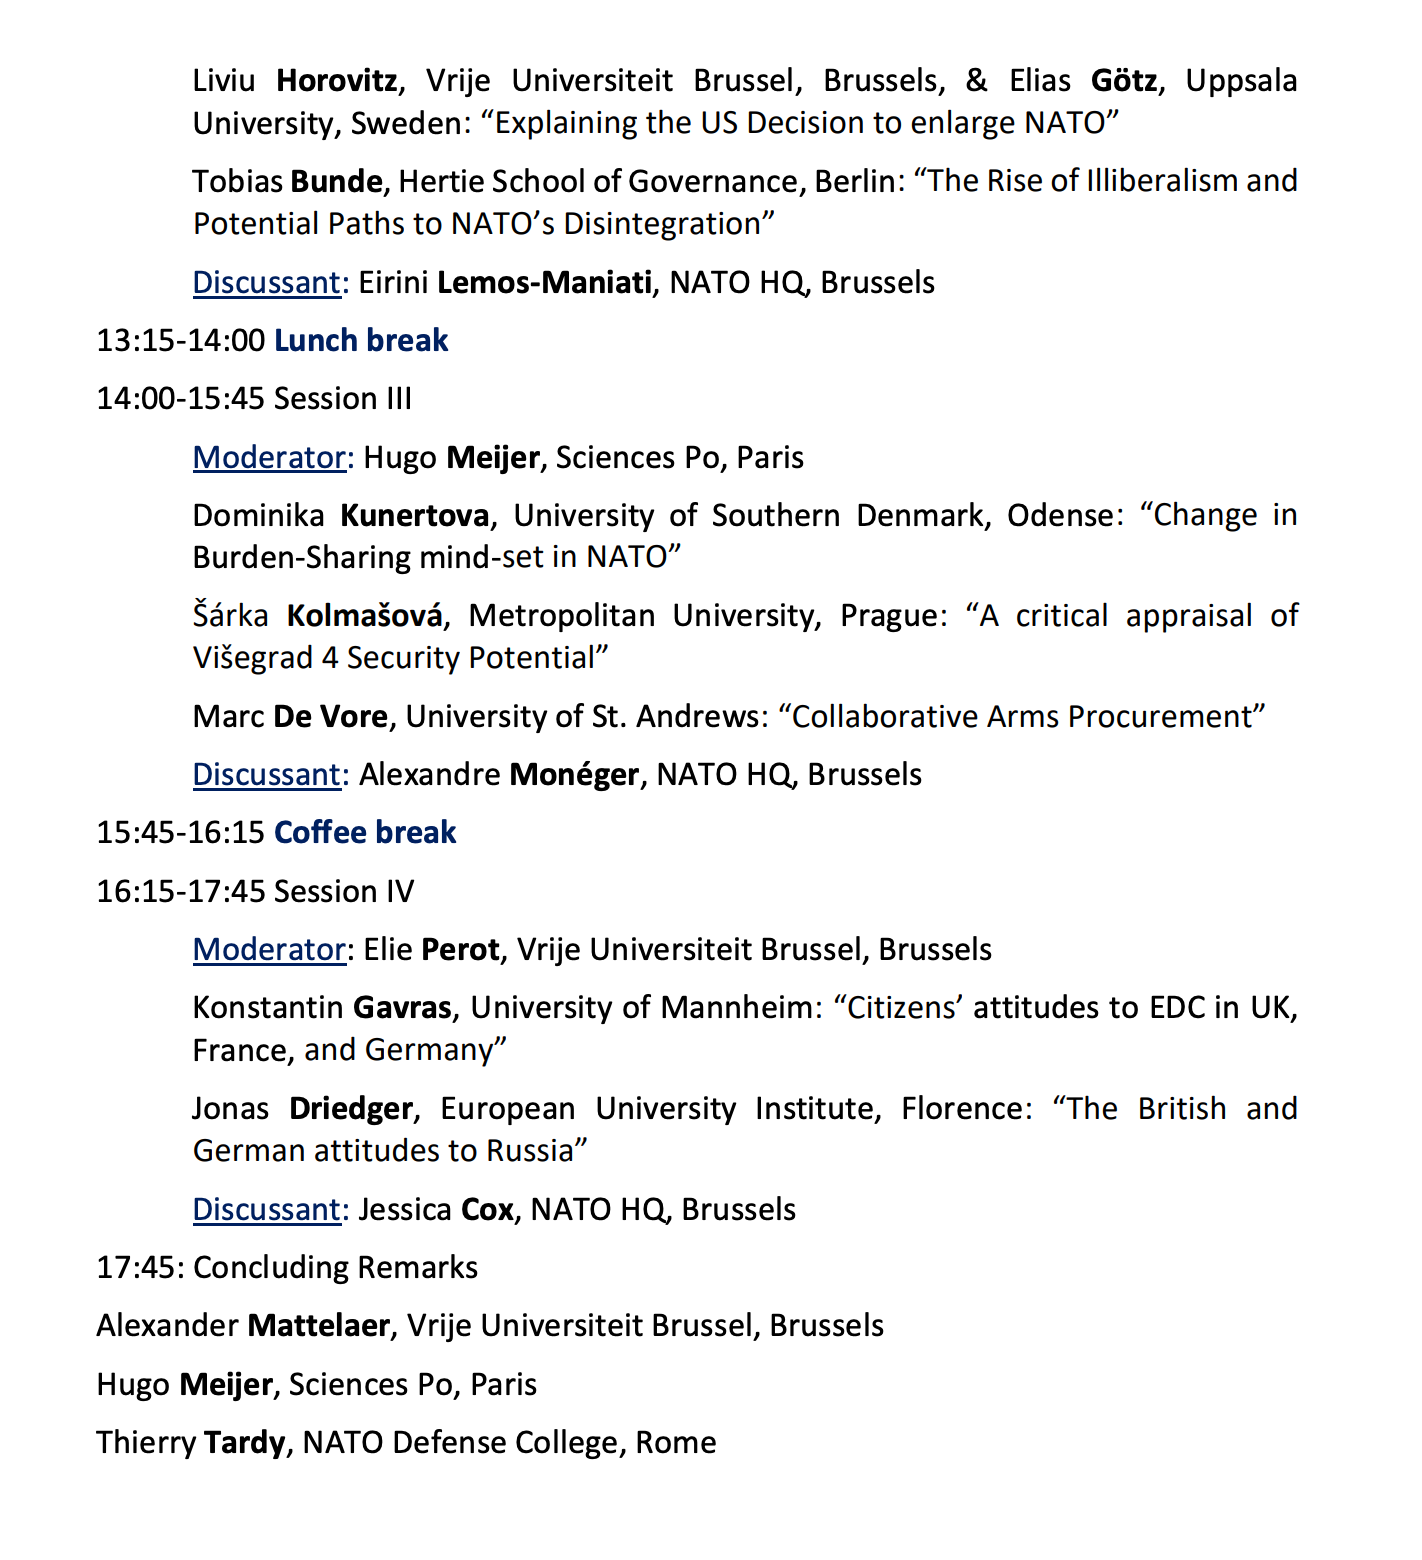 Liviu Horovitz, Vrije Universiteit Brussel, Brussels, & Elias Götz, Uppsala
University, Sweden: “Explaining the US Decision to enlarge NATO”
Tobias Bunde, Hertie School of Governance, Berlin: “The Rise of Illiberalism and
Potential Paths to NATO’s Disintegration”
Discussant: Eirini Lemos-Maniati, NATO HQ, Brussels
13:15-14:00 Lunch break
14:00-15:45 Session III
Moderator: Hugo Meijer, Sciences Po, Paris
Dominika Kunertova, University of Southern Denmark, Odense: “Change in
Burden-Sharing mind-set in NATO”
Šárka Kolmašová, Metropolitan University, Prague: “A critical appraisal of
Višegrad 4 Security Potential”
Marc De Vore, University of St. Andrews: “Collaborative Arms Procurement”
Discussant: Alexandre Monéger, NATO HQ, Brussels
15:45-16:15 Coffee break
16:15-17:45 Session IV
Moderator: Elie Perot, Vrije Universiteit Brussel, Brussels
Konstantin Gavras, University of Mannheim: “Citizens’ attitudes to EDC in UK,
France, and Germany”
Jonas Driedger, European University Institute, Florence: “The British and
German attitudes to Russia”
Discussant: Jessica Cox, NATO HQ, Brussels
17:45: Concluding Remarks
Alexander Mattelaer, Vrije Universiteit Brussel, Brussels
Hugo Meijer, Sciences Po, Paris
Thierry Tardy, NATO Defense College, Rome